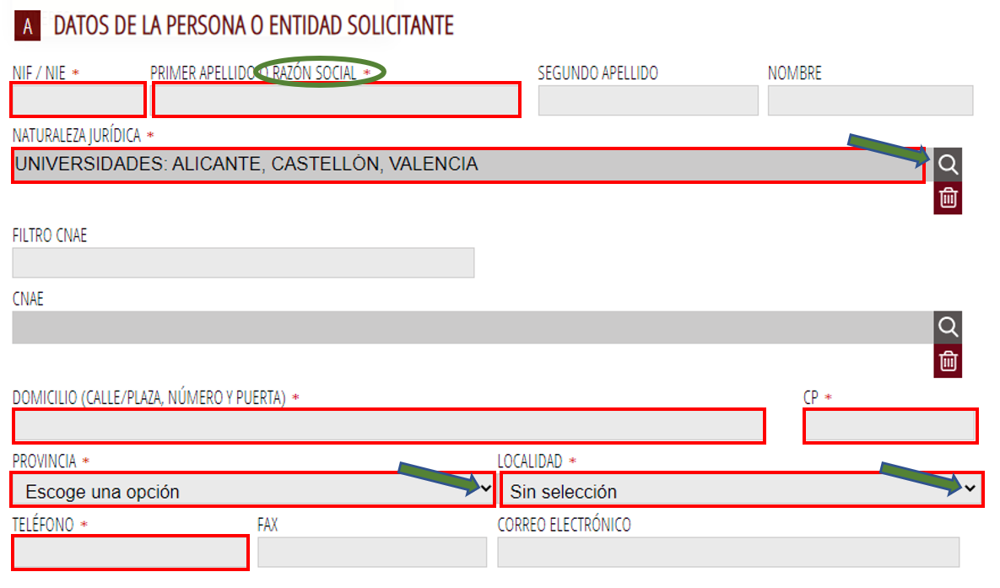 A DATOS DE LA PERSONA O ENTIDAD SOLICITANTE
NIF / NIE * PRIMER APELLIDO O RAZÓN SOCIAL * SEGUNDO APELLIDO NOMBRE
NATURALEZA JURÍDICA *
UNIVERSIDADES: ALICANTE, CASTELLÓN, VALENCIA
FILTRO CNAE
CNAE
DOMICILIO (CALLE/PLAZA, NÚMERO Y PUERTA) * CP *
PROVINCIA * LOCALIDAD *
Escoge una opción Sin selección
TELÉFONO * FAX CORREO ELECTRÓNICO